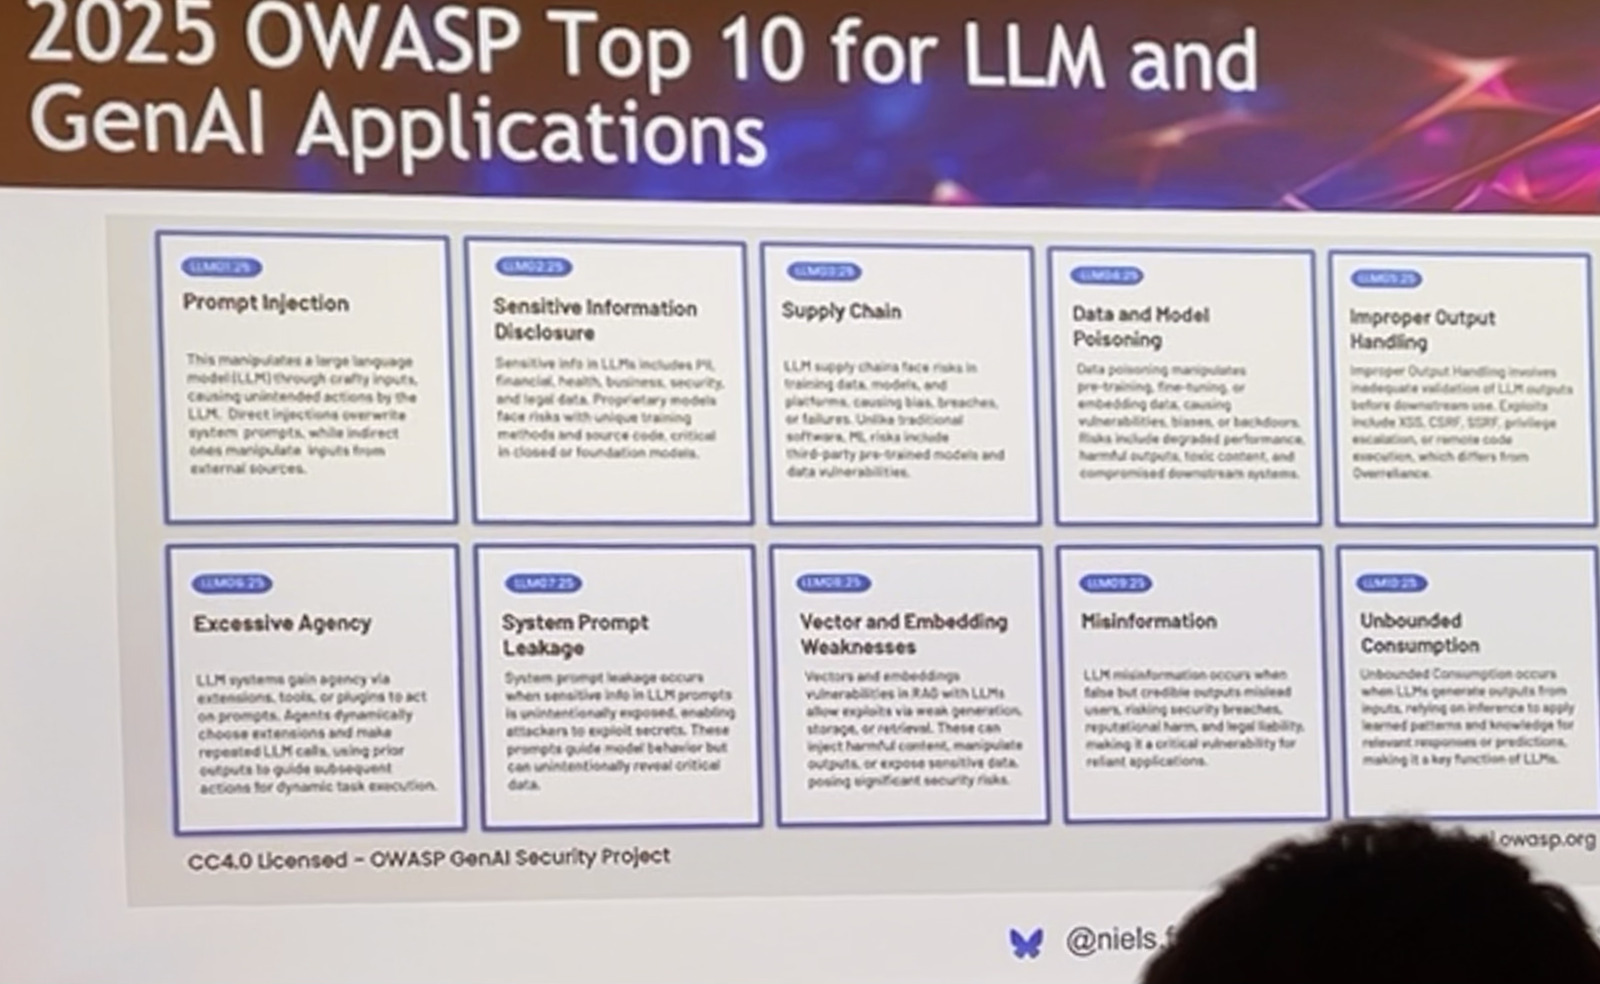 2025 OWASP Top 10 for LLM and
GenAI Applications
LLM01:25
Prompt Injection
This manipulates a large language
model (LLM) through crafty inputs,
causing unintended actions by the
LLM. Direct injections overwrite
system prompts, while indirect
ones manipulate inputs from
external sources.
LLM02:25
Sensitive Information
Disclosure
Sensitive info in LLMs includes PII,
financial, health, business, security,
and legal data. Proprietary models
face risks with unique training
methods and source code, critical
in closed or foundation models.
LLM03:25
Supply Chain
LLM supply chains face risks in
training data, models, and
platforms, causing bias, breaches,
or failures. Unlike traditional
software, ML risks include
third-party pre-trained models and
data vulnerabilities.
LLM04:25
Data and Model
Poisoning
Data poisoning manipulates
pre-training, fine-tuning, or
embedding data, causing
vulnerabilities, biases, or backdoors.
Risks include degraded performance,
harmful outputs, toxic content, and
compromised downstream systems.
LLM05:25
Improper Output
Handling
Improper Output Handling involves
inadequate validation of LLM outputs
before downstream use. Exploits
include XSS, CSRF, SSRF, privilege
escalation, or remote code
execution, which differs from
Overreliance.
LLM06:25
Excessive Agency
LLM systems gain agency via
extensions, tools, or plugins to act
on prompts. Agents dynamically
choose extensions and make
repeated LLM calls, using prior
outputs to guide subsequent
actions for dynamic task execution.
LLM07:25
System Prompt
Leakage
System prompt leakage occurs
when sensitive info in LLM prompts
is unintentionally exposed, enabling
attackers to exploit secrets. These
prompts guide model behavior but
can unintentionally reveal critical
data.
LLM08:25
Vector and Embedding
Weaknesses
Vectors and embeddings
vulnerabilities in RAG with LLMs
allow exploits via weak generation,
storage, or retrieval. These can
inject harmful content, manipulate
outputs, or expose sensitive data,
posing significant security risks.
LLM09:25
Misinformation
LLM misinformation occurs when
false but credible outputs mislead
users, risking security breaches,
reputational harm, and legal liability,
making it a critical vulnerability for
reliant applications.
LLM10:25
Unbounded
Consumption
Unbounded Consumption occurs
when LLMs generate outputs from
inputs, relying on inference to apply
learned patterns and knowledge for
relevant responses or predictions,
making it a key function of LLMs.
CC4.0 Licensed - OWASP GenAI Security Project
.owasp.org
@niels.